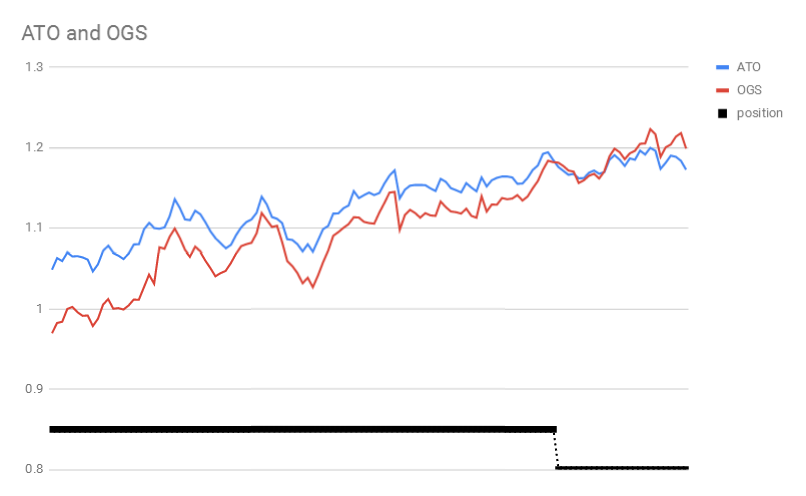 ATO and OGS
1.3
1.2
1.1
1
0.9
0.8
ATO
OGS
position